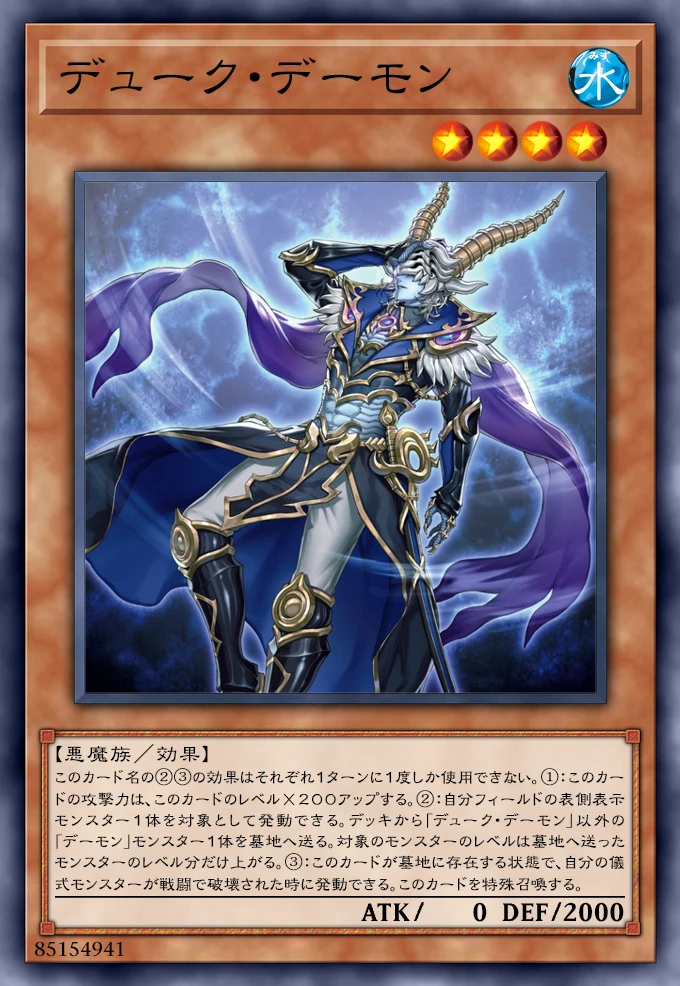 デューク・デーモン
みず
水
【悪魔族／効果】
このカード名の②③の効果はそれぞれ1ターンに1度しか使用できない。①：このカー
ドの攻撃力は、このカードのレベル×200アップする。②：自分フィールドの表側表示
モンスター1体を対象として発動できる。デッキから「デューク・デーモン」以外の
「デーモン」モンスター1体を墓地へ送る。対象のモンスターのレベルは墓地へ送った
モンスターのレベル分だけ上がる。③：このカードが墓地に存在する状態で、自分の儀
式モンスターが戦闘で破壊された時に発動できる。このカードを特殊召喚する。
ATK/ 0 DEF/2000
85154941